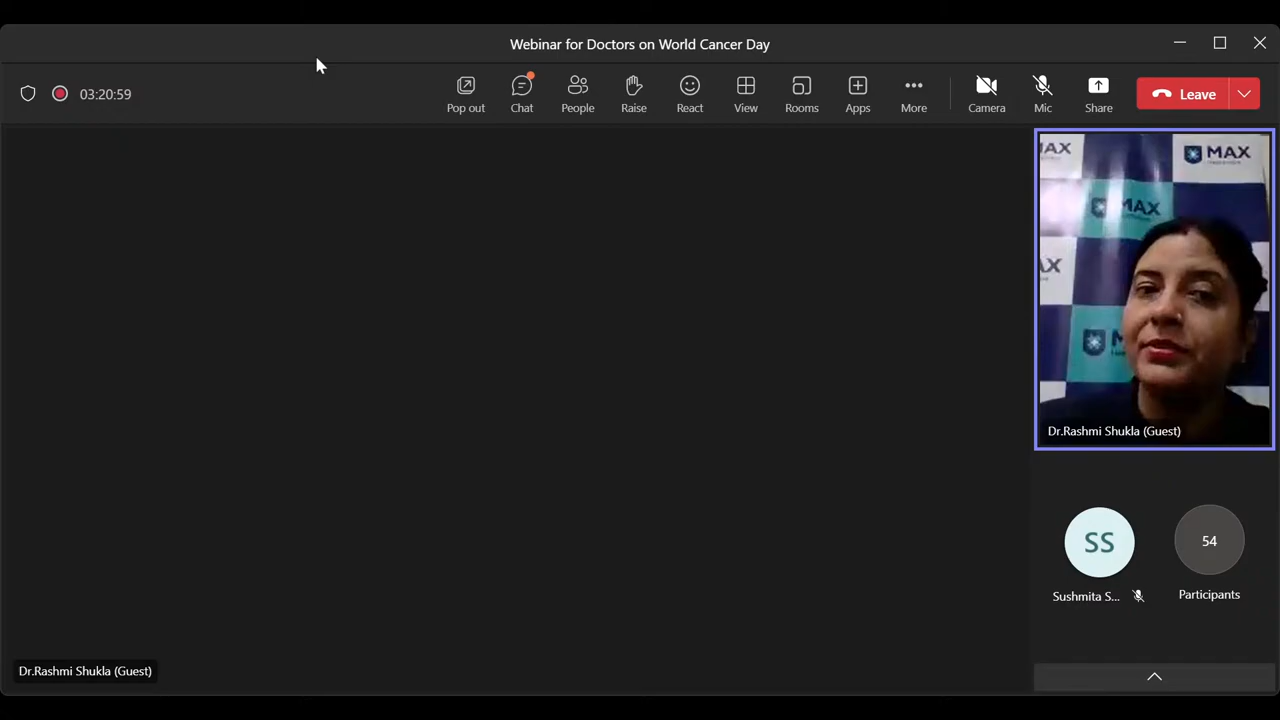 Webinar for Doctors on World Cancer Day
03:20:59
Pop out
Chat
People
Raise
React
View
Rooms
Apps
More
Camera
Mic
Share
Leave
MAX
MAX
MAX
Dr.Rashmi Shukla (Guest)
SS
54
Sushmita S...
Participants
Dr.Rashmi Shukla (Guest)